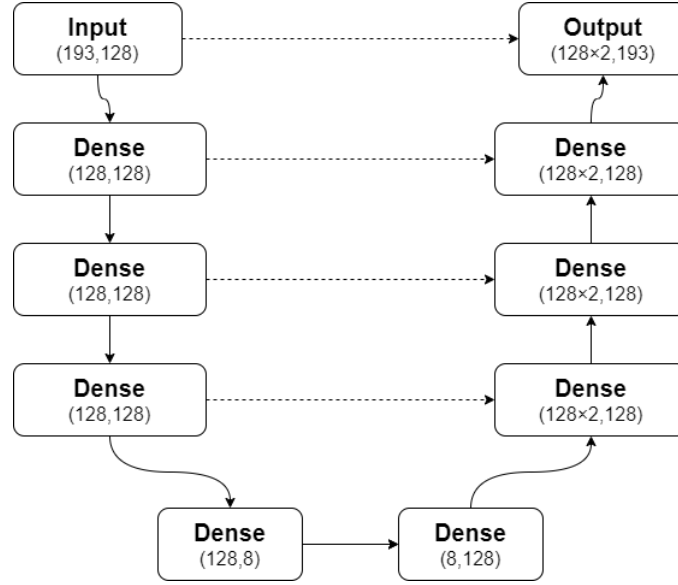 Input
(193,128)
Output
(128×2,193)
Dense
(128,128)
Dense
(128×2,128)
Dense
(128,128)
Dense
(128×2,128)
Dense
(128,128)
Dense
(128×2,128)
Dense
(128,8)
Dense
(8,128)